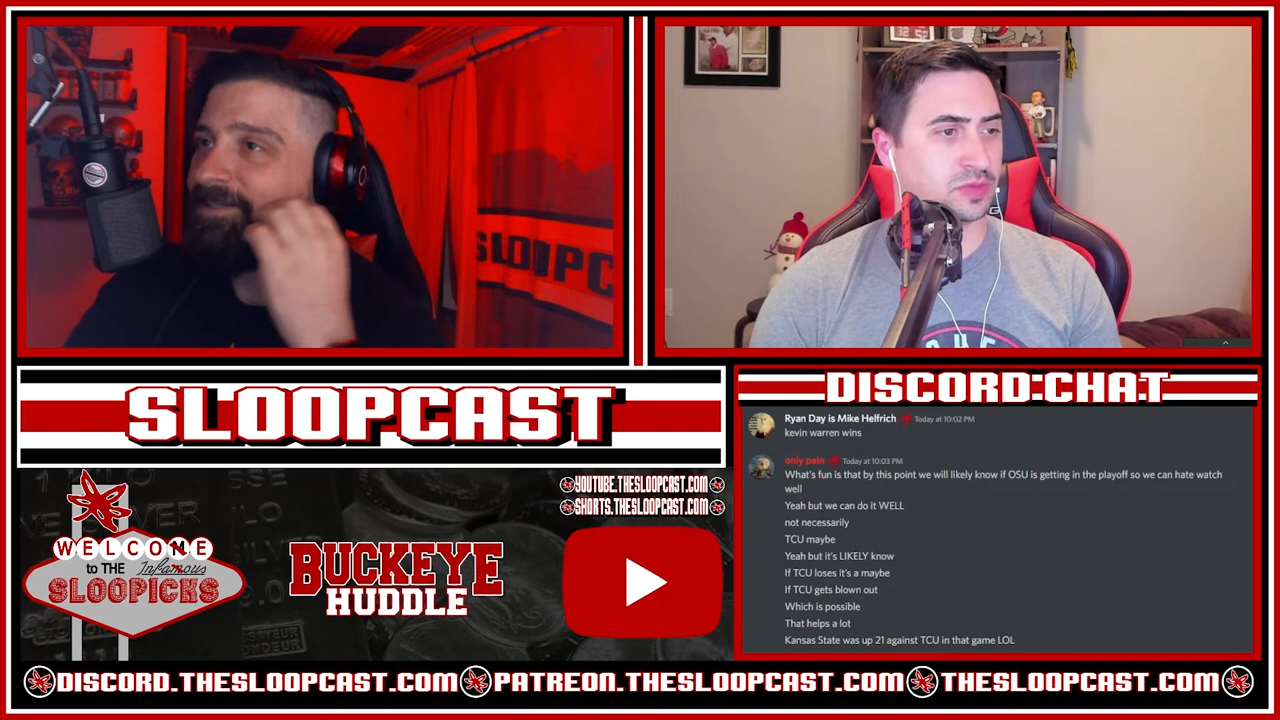 SLOOPC
SLOOPCAST
DISCORD:CHAT
Ryan Day is Mike Helfrich Today at 10:02 PM
kevin warren wins
only pain Today at 10:03 PM
What's fun is that by this point we will likely know if OSU is getting in the playoff so we can hate watch
well
Yeah but we can do it WELL
not necessarily
TCU maybe
Yeah but it's LIKELY know
If TCU loses it's a maybe
If TCU gets blown out
Which is possible
That helps a lot
Kansas State was up 21 against TCU in that game LOL
YOUTUBE.THESLOOPCAST.COM
SHORTS.THESLOOPCAST.COM
WELCOME
to THE Infamous
SLOOPICKS
BUCKEYE
HUDDLE
DISCORD.THESLOOPCAST.COM PATREON.THESLOOPCAST.COM THESLOOPCAST.COM